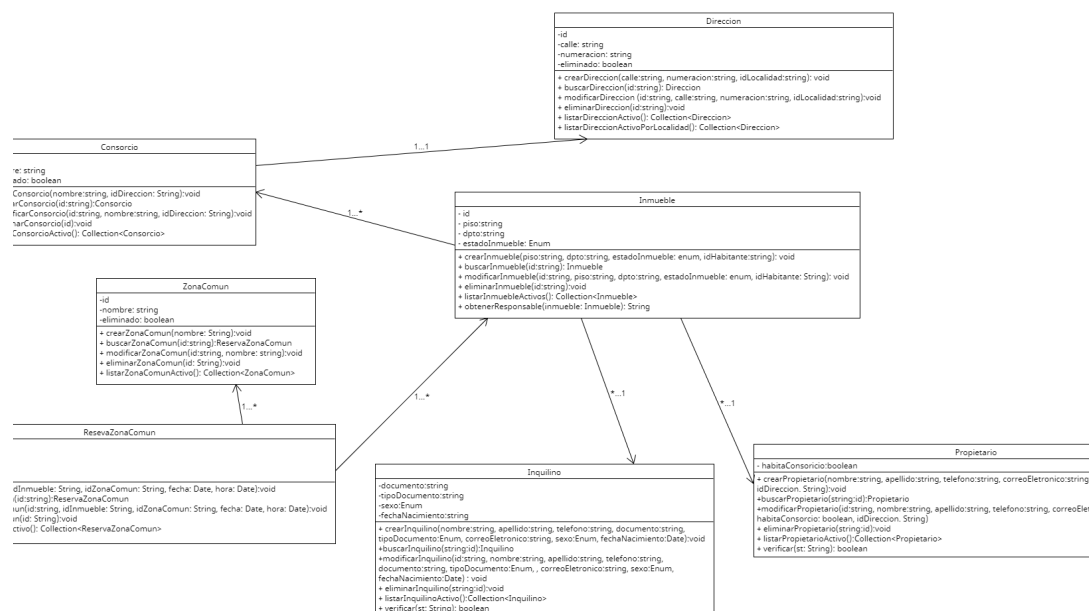 Direccion
-id
-calle: string
-numeracion: string
-eliminado: boolean
+ crearDireccion(calle:string, numeracion:string, idLocalidad:string): void
+ buscarDireccion(id:string): Direccion
+ modificarDireccion (id:string, calle:string, numeracion:string, idLocalidad:string):void
+ eliminarDireccion(id:string):void
+ listarDireccionActivo(): Collection<Direccion>
+ listarDireccionActivoPorLocalidad(): Collection<Direccion>
1...1
Consorcio
re: string
ado: boolean
Consorcio(nombre:string, idDireccion: String):void
arConsorcio(id:string):Consorcio
ificarConsorcio(id:string, nombre:string, idDireccion: String):void
narConsorcio(id):void
ConsorcioActivo(): Collection<Consorcio>
1...*
Inmueble
- id
- piso:string
- dpto:string
- estadoInmueble: Enum
+ crearInmueble(piso:string, dpto:string, estadoInmueble: enum, idHabitante:string): void
+ buscarInmueble(id:string): Inmueble
+ modificarInmueble(id:string, piso:string, dpto:string, estadoInmueble: enum, idHabitante: String): void
+ eliminarInmueble(id:string):void
+ listarInmuebleActivos(): Collection<Inmueble>
+ obtenerResponsable(inmueble: Inmueble): String
ZonaComun
-id
-nombre: string
-eliminado: boolean
+ crearZonaComun(nombre: String):void
+ buscarZonaComun(id:string):ReservaZonaComun
+ modificarZonaComun(id:string, nombre: string):void
+ eliminarZonaComun(id: String):void
+ listarZonaComunActivo(): Collection<ZonaComun>
1...*
1...*
*...1
*...1
ResevaZonaComun
dInmueble: String, idZonaComun: String, fecha: Date, hora: Date):void
(id:string):ReservaZonaComun
nun(id:string, idInmueble: String, idZonaComun: String, fecha: Date, hora: Date):void
un(id: String):void
ctivo(): Collection<ReservaZonaComun>
Inquilino
-documento:string
-tipoDocumento:string
-sexo:Enum
-fechaNacimiento:string
+ crearInquilino(nombre:string, apellido:string, telefono:string, documento:string,
tipoDocumento:Enum, correoEletronico:string, sexo:Enum, fechaNacimiento:Date):void
+buscarInquilino(string:id):Inquilino
+modificarInquilino(id:string, nombre:string, apellido:string, telefono:string,
documento:string, tipoDocumento:Enum, , correoEletronico:string, sexo:Enum,
fechaNacimiento:Date) : void
+ eliminarInquilino(string:id):void
+ listarInquilinoActivo():Collection<Inquilino>
+ verificar(st: String): boolean
Propietario
- habitaConsoricio:boolean
+ crearPropietario(nombre:string, apellido:string, telefono:string, correoEletronico:string
idDireccion. String):void
+buscarPropietario(string:id):Propietario
+modificarPropietario(id:string, nombre:string, apellido:string, telefono:string, correoElet
habitaConsorcio: boolean, idDireccion. String)
+ eliminarPropietario(string:id):void
+ listarPropietarioActivo():Collection<Propietario>
+ verificar(st: String): boolean